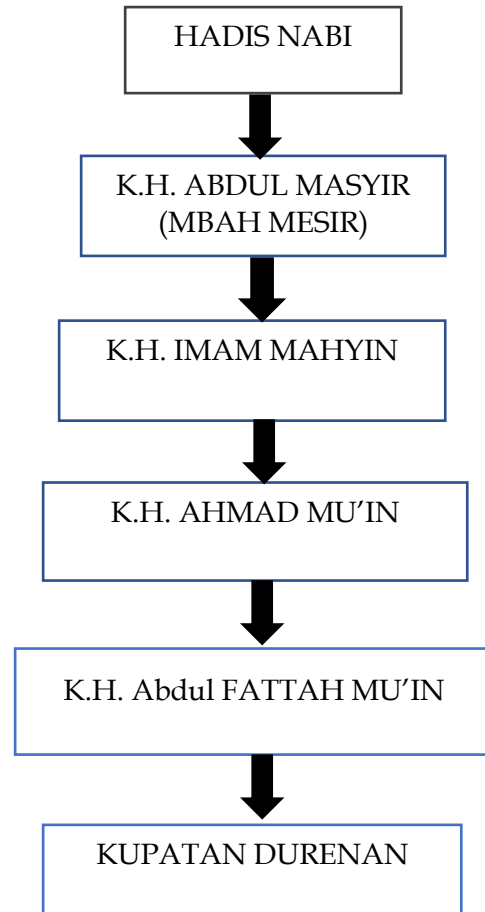 HADIS NABI
K.H. ABDUL MASYIR
(MBAH MESIR)
K.H. IMAM MAHYIN
K.H. AHMAD MU’IN
K.H. Abdul FATTAH MU’IN
KUPATAN DURENAN